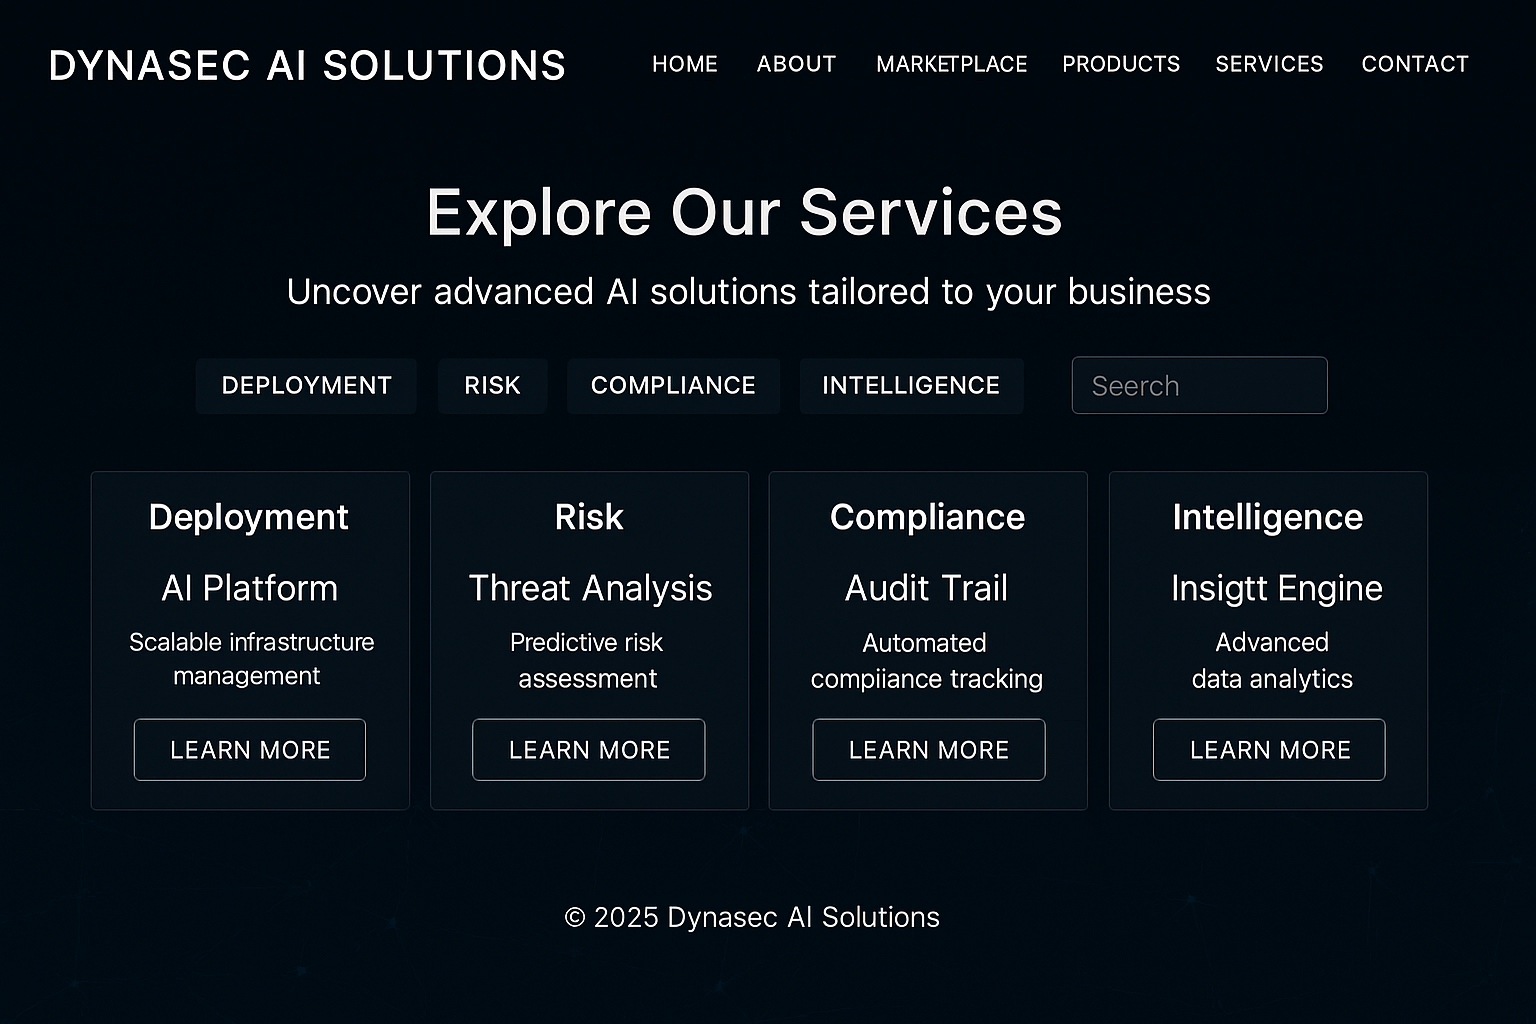 DYNASEC AI SOLUTIONS
HOME ABOUT MARKETPLACE PRODUCTS SERVICES CONTACT
Explore Our Services
Uncover advanced AI solutions tailored to your business
DEPLOYMENT RISK COMPLIANCE INTELLIGENCE Seerch
Deployment
AI Platform
Scalable infrastructure
management
LEARN MORE
Risk
Threat Analysis
Predictive risk
assessment
LEARN MORE
Compliance
Audit Trail
Automated
compiiance tracking
LEARN MORE
Intelligence
Insigtt Engine
Advanced
data analytics
LEARN MORE
© 2025 Dynasec AI Solutions